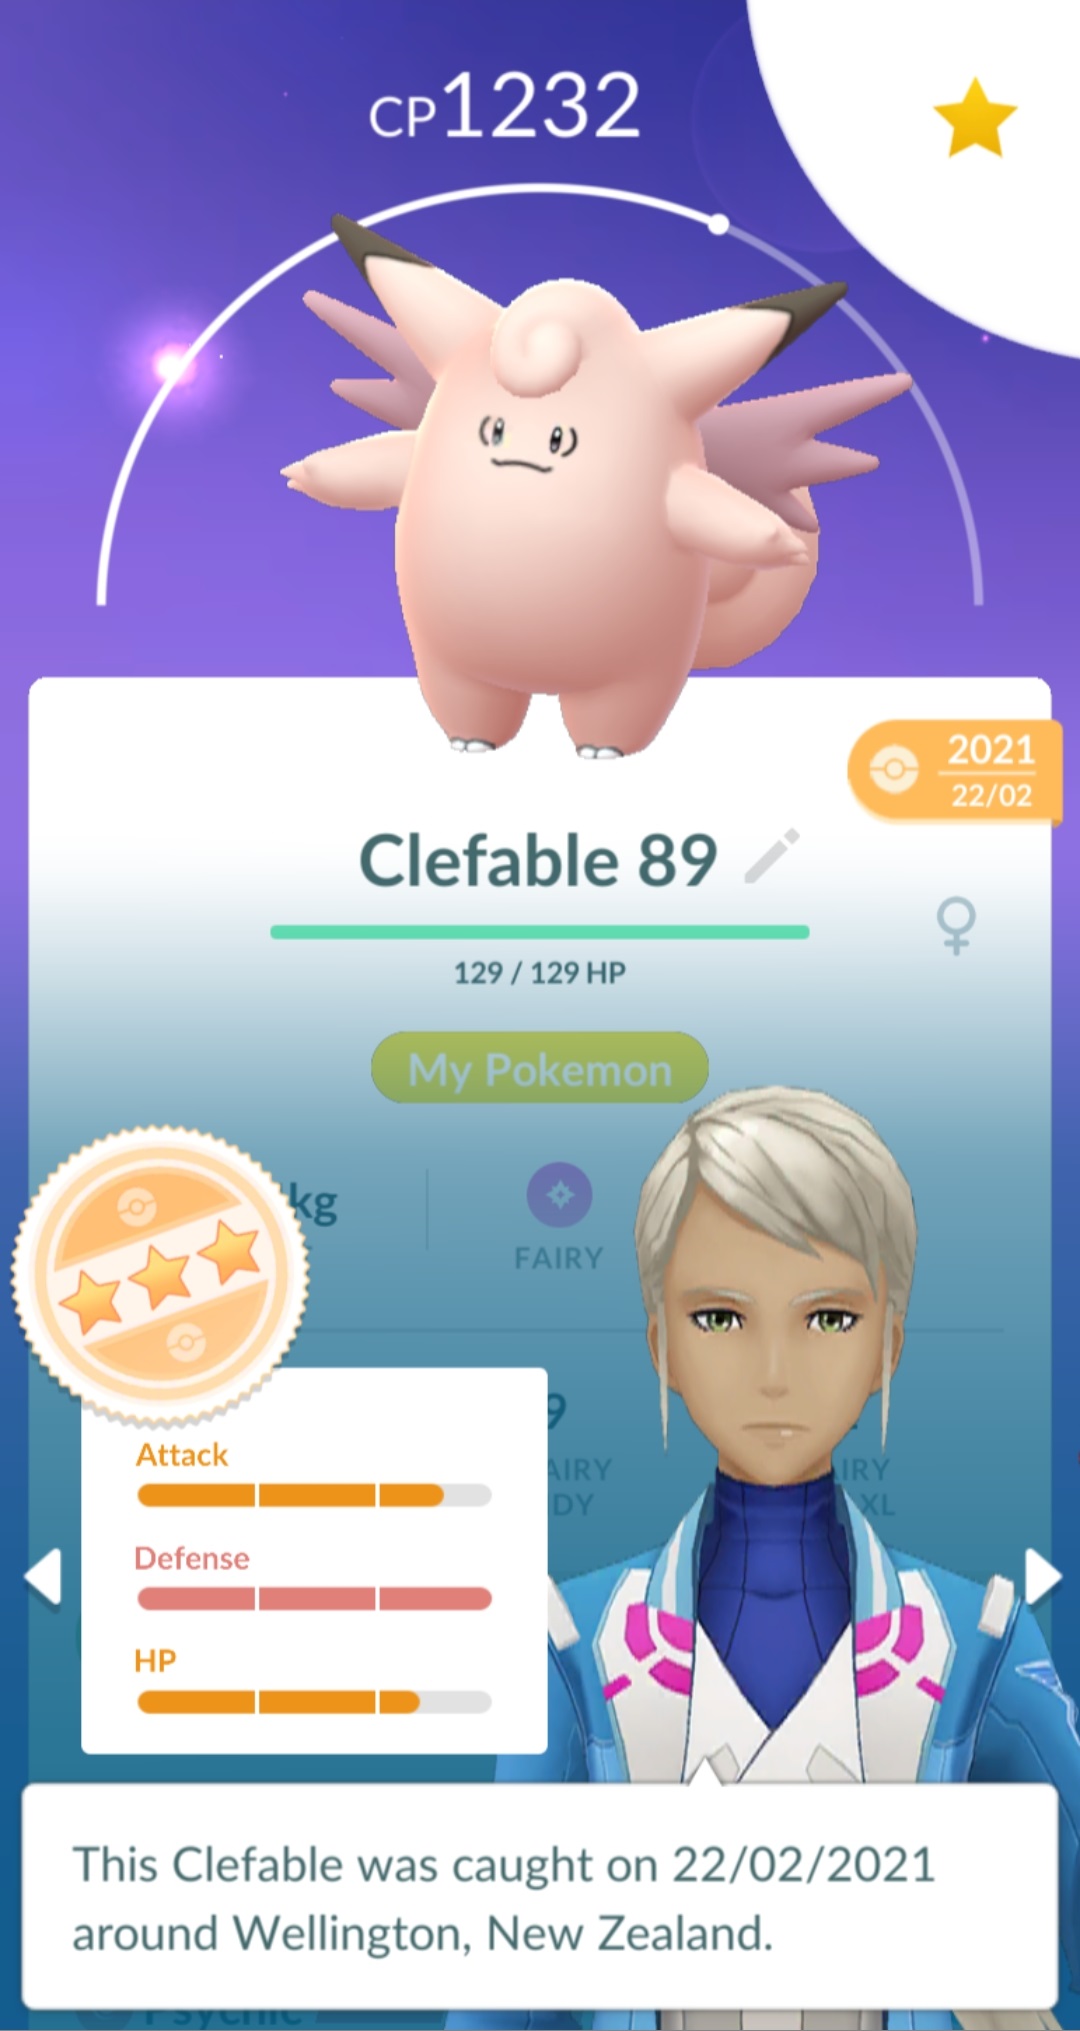 CP1232
2021
22/02
Clefable 89
129 / 129 HP
My Pokemon
kg
FAIRY
9
AIRY
DY
IRY
XL
Attack
Defense
HP
This Clefable was caught on 22/02/2021
around Wellington, New Zealand.
Psychic